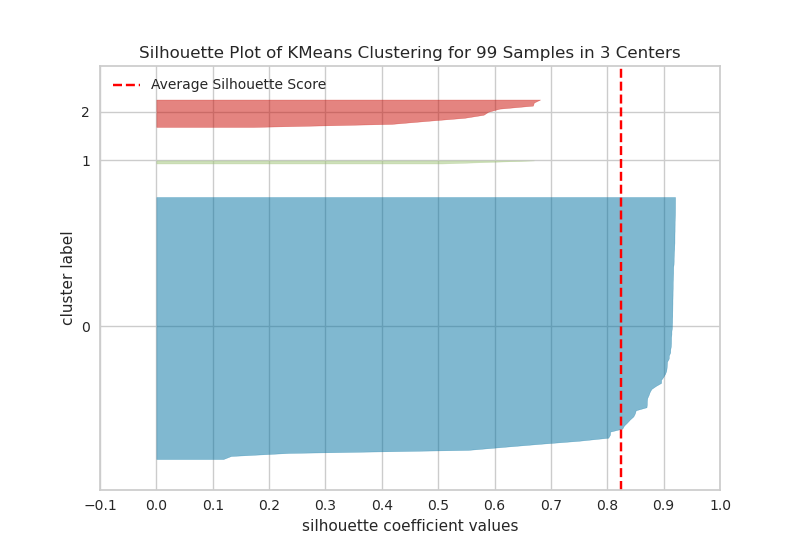 Silhouette Plot of KMeans Clustering for 99 Samples in 3 Centers
Average Silhouette Score
2
1
0
cluster label
−0.1 0.0 0.1 0.2 0.3 0.4 0.5 0.6 0.7 0.8 0.9 1.0
silhouette coefficient values